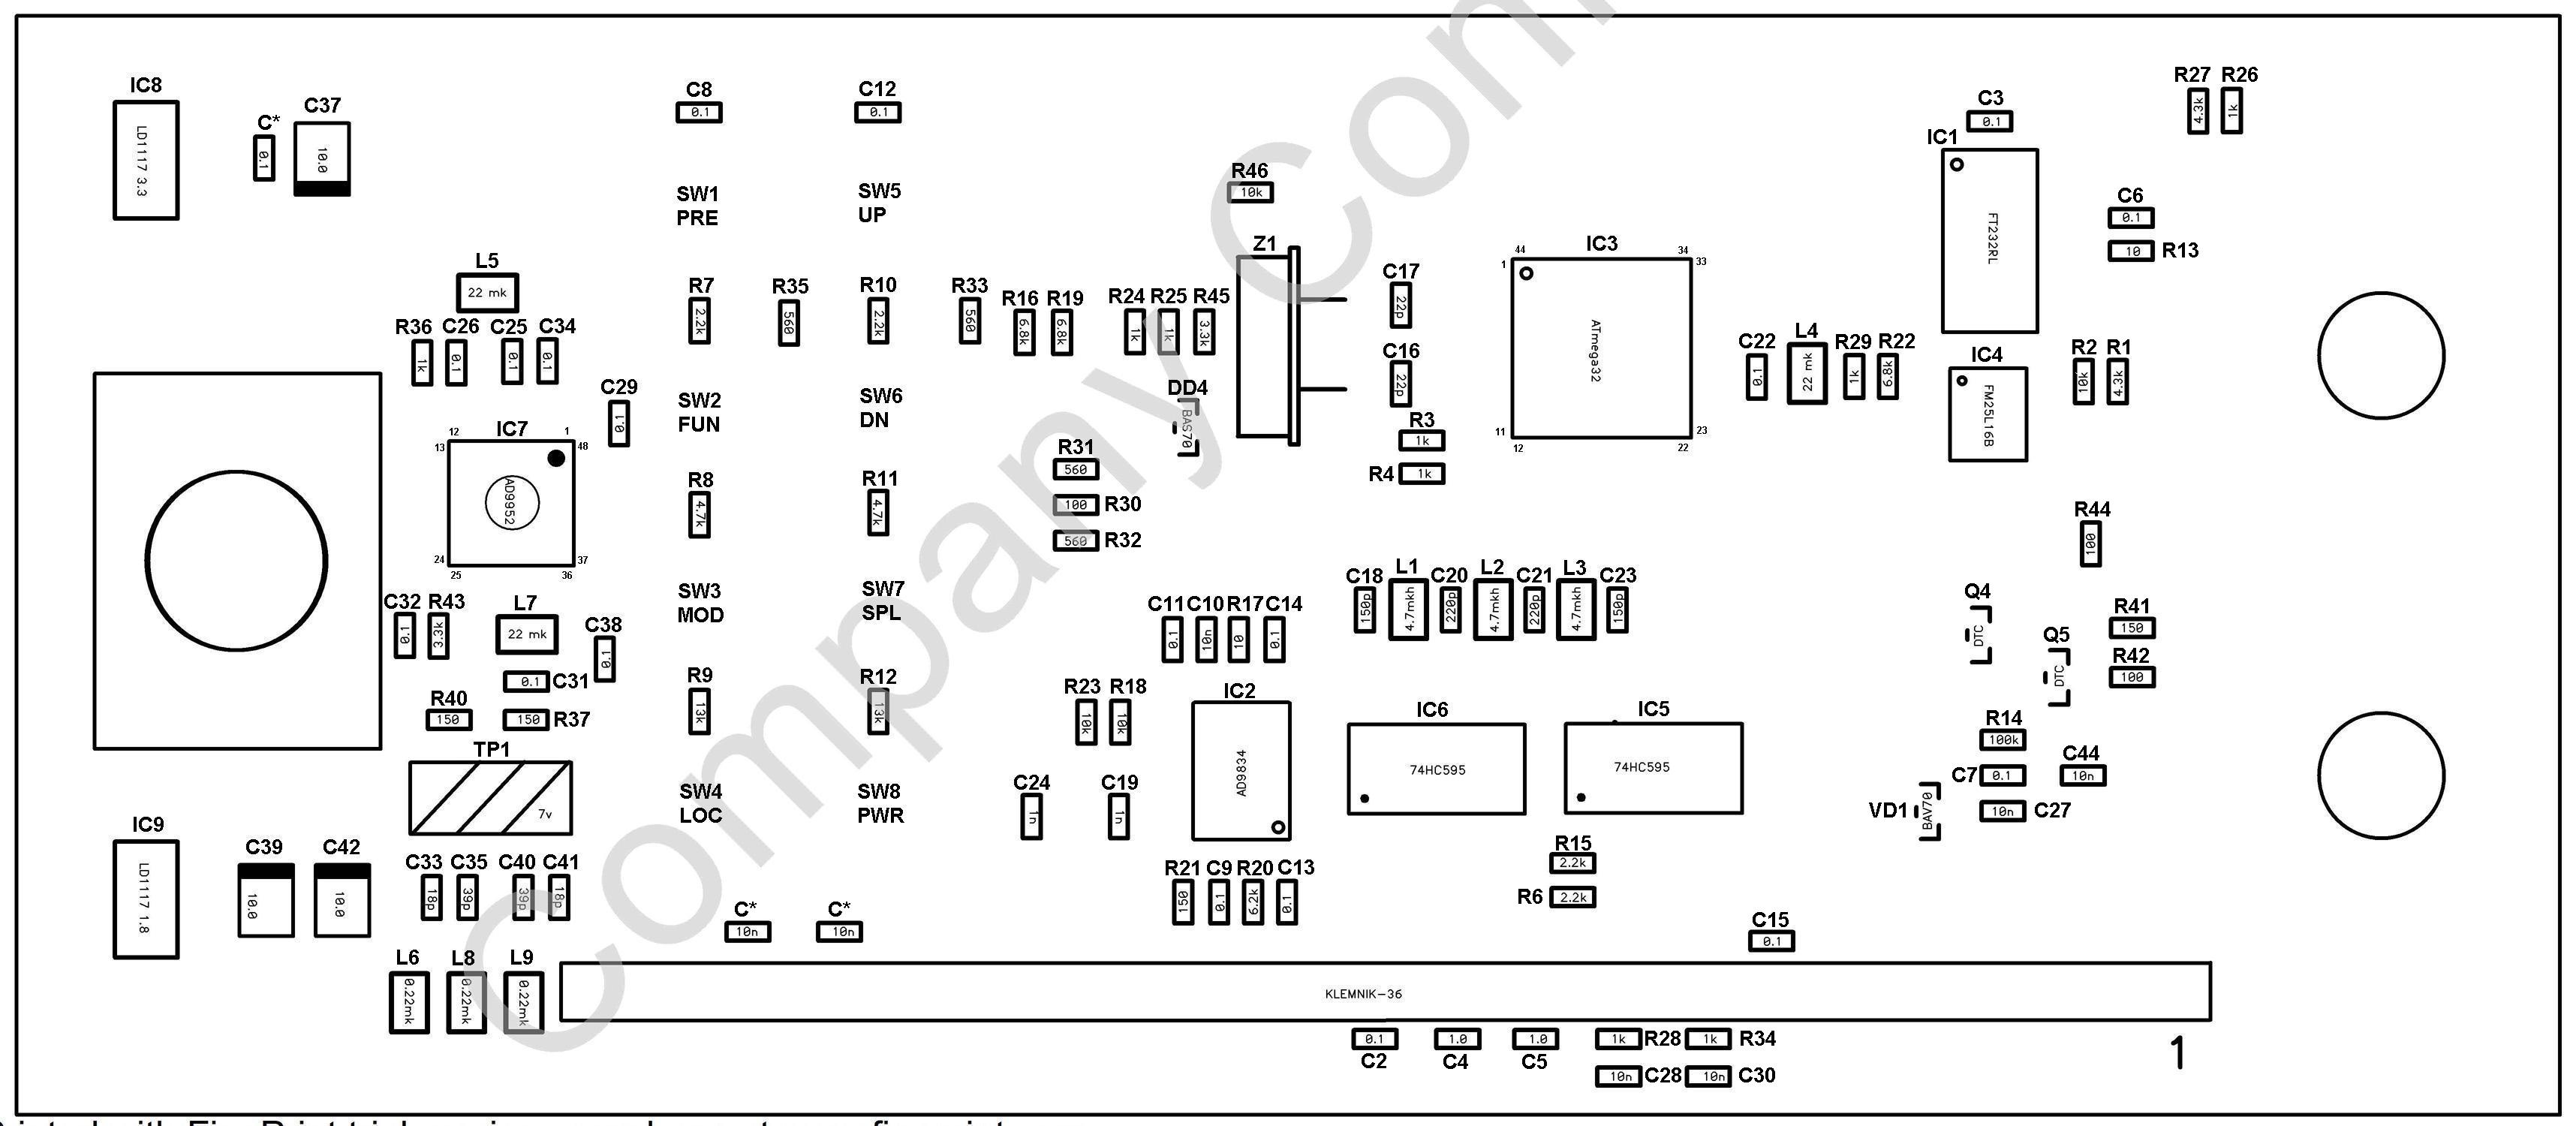 IC8
LD1117 3.3
C*
0.1
C37
10.0
C8
0.1
C12
0.1
SW1
PRE
SW5
UP
R46
10k
Z1
C3
0.1
IC1
FT232RL
R27
4.3k
R26
1k
C6
0.1
10
R13
L5
22 mk
R36
1k
C26
0.1
C25
0.1
C34
0.1
C29
0.1
R7
2.2k
R35
560
R10
2.2k
R33
560
R16
6.8k
R19
6.8k
R24
1k
R25
1k
R45
3.3k
C17
22p
C16
22p
IC3
44
34
1
33
ATmega32
11
23
12
22
C22
0.1
L4
22 mk
R29
1k
R22
6.8k
IC4
FM25L16B
R2
10k
R1
4.3k
SW2
FUN
SW6
DN
DD4
BAS70
R3
1k
R4
1k
IC7
12
1
13
48
AD9952
24
37
25
36
R31
560
100
R30
560
R32
R8
4.7k
R11
4.7k
R44
100
C32
0.1
R43
3.3k
L7
22 mk
C38
0.1
0.1
C31
R40
150
150
R37
SW3
MOD
SW7
SPL
C11
0.1
C10
10n
R17
10
C14
0.1
C18
150p
L1
4.7mkh
C20
220p
L2
4.7mkh
C21
220p
L3
4.7mkh
C23
150p
Q4
DTC
Q5
DTC
R41
150
R42
100
R9
13k
R12
13k
R23
10k
R18
10k
IC2
AD9834
IC6
74HC595
IC5
74HC595
R14
100k
C7
0.1
C44
10n
10n
C27
VD1
BAV70
TP1
7v
SW4
LOC
SW8
PWR
C24
1n
C19
1n
IC9
LD1117 1.8
C39
10.0
C42
10.0
C33
18p
C35
39p
C40
39p
C41
18p
R21
150
C9
0.1
R20
6.2k
C13
0.1
R15
2.2k
R6
2.2k
C*
10n
C*
10n
C15
0.1
L6
0.22mk
L8
0.22mk
L9
0.22mk
KLEMNIK-36
0.1
C2
1.0
C4
1.0
C5
1k
R28
1k
R34
10n
C28
10n
C30
1
Company